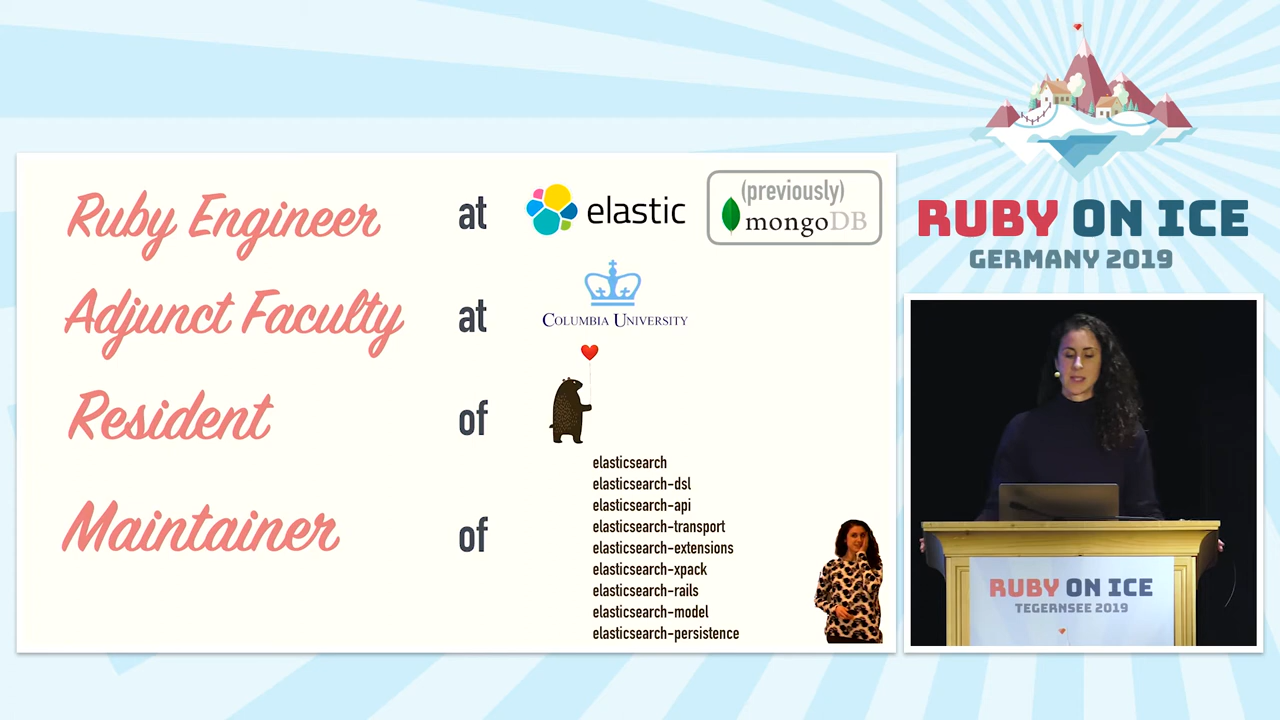 Ruby Engineer at elastic (previously)
mongoDB
Adjunct Faculty at COLUMBIA UNIVERSITY
Resident of
Maintainer of
elasticsearch
elasticsearch-dsl
elasticsearch-api
elasticsearch-transport
elasticsearch-extensions
elasticsearch-xpack
elasticsearch-rails
elasticsearch-model
elasticsearch-persistence
RUBY ON ICE
GERMANY 2019
RUBY ON ICE
TEGERNSEE 2019